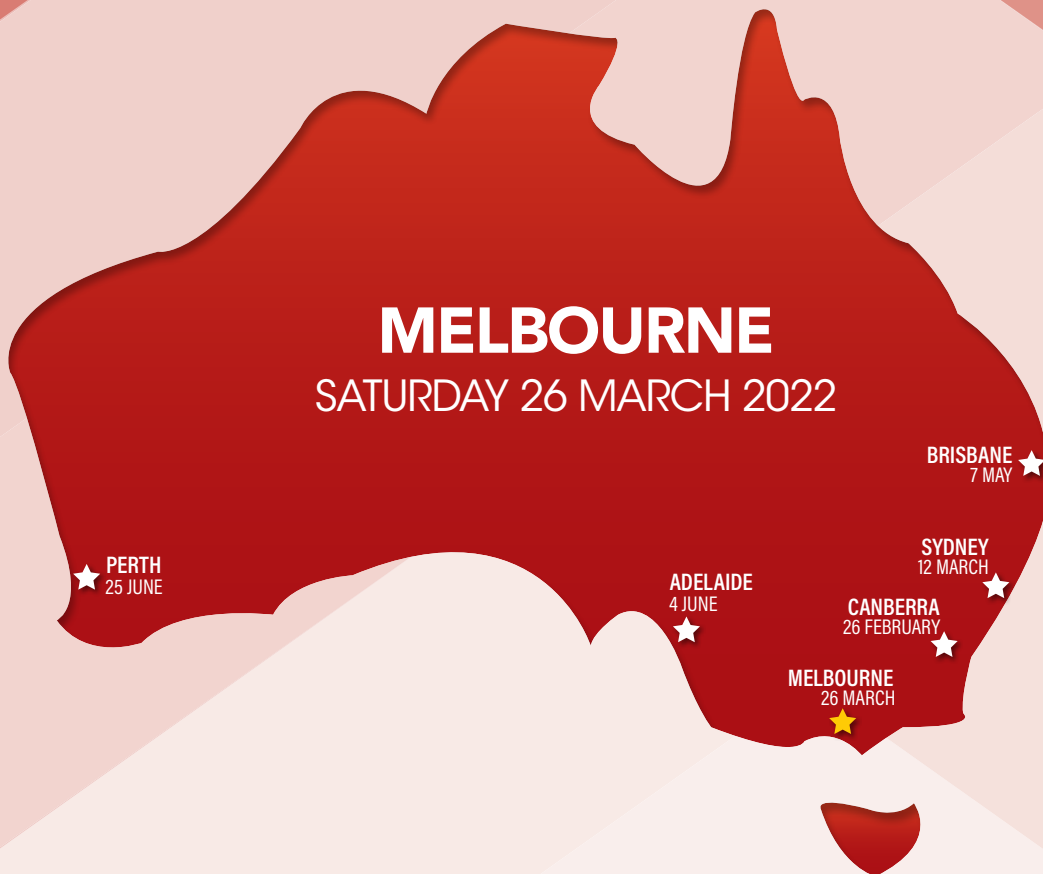 MELBOURNE
SATURDAY 26 MARCH 2022
BRISBANE
7 MAY
SYDNEY
12 MARCH
PERTH
25 JUNE
ADELAIDE
4 JUNE
CANBERRA
26 FEBRUARY
MELBOURNE
26 MARCH